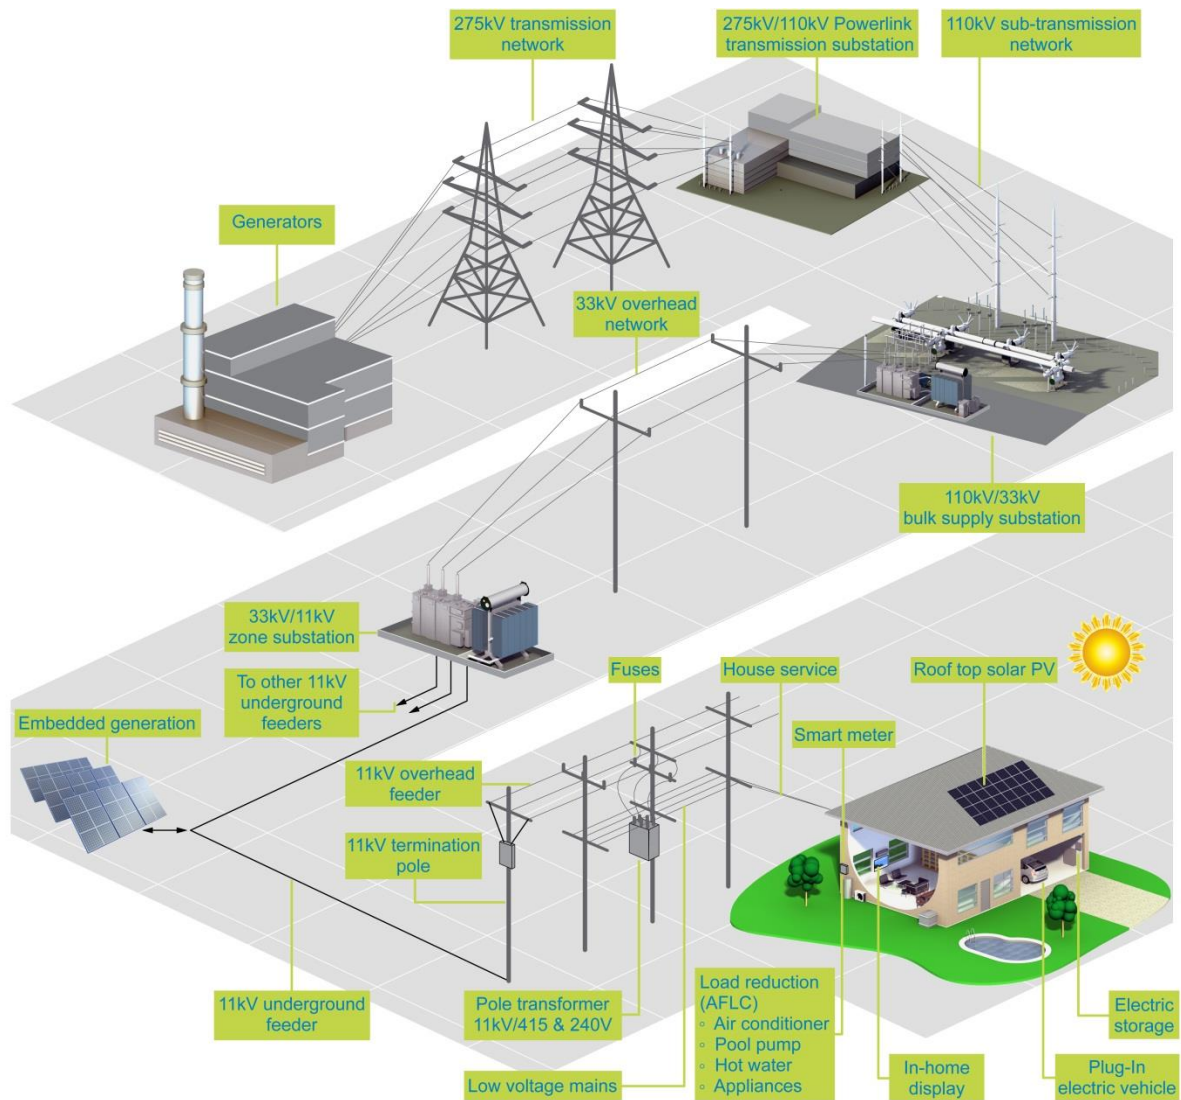 275kV transmission
network
275kV/110kV Powerlink
transmission substation
110kV sub-transmission
network
Generators
33kV overhead
network
110kV/33kV
bulk supply substation
33kV/11kV
zone substation
To other 11kV
underground
feeders
Embedded generation
Fuses
House service
Roof top solar PV
Smart meter
11kV overhead
feeder
11kV termination
pole
11kV underground
feeder
Pole transformer
11kV/415 & 240V
Low voltage mains
Load reduction
(AFLC)
◦ Air conditioner
◦ Pool pump
◦ Hot water
◦ Appliances
In-home
display
Plug-In
electric vehicle
Electric
storage